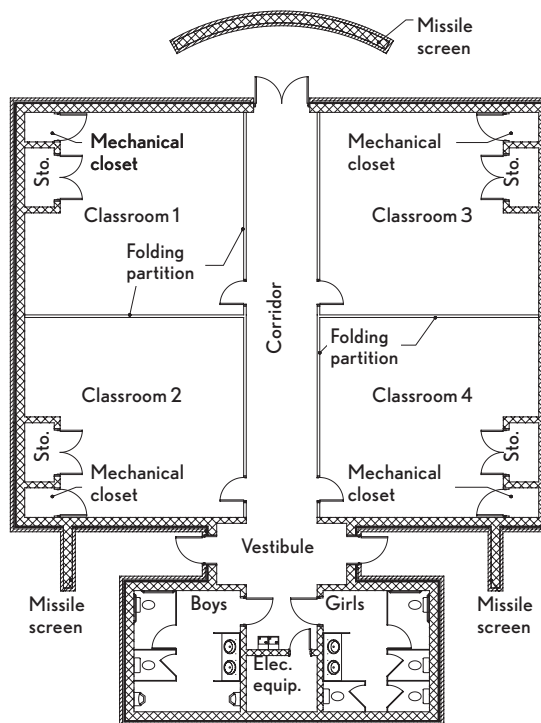 Missile
screen
Mechanical
closet
Mechanical
closet
Sto.
Sto.
Classroom 1
Classroom 3
Folding
partition
Corridor
Folding
partition
Classroom 2
Classroom 4
Sto.
Sto.
Mechanical
closet
Mechanical
closet
Vestibule
Missile
screen
Boys
Girls
Missile
screen
Elec.
equip.